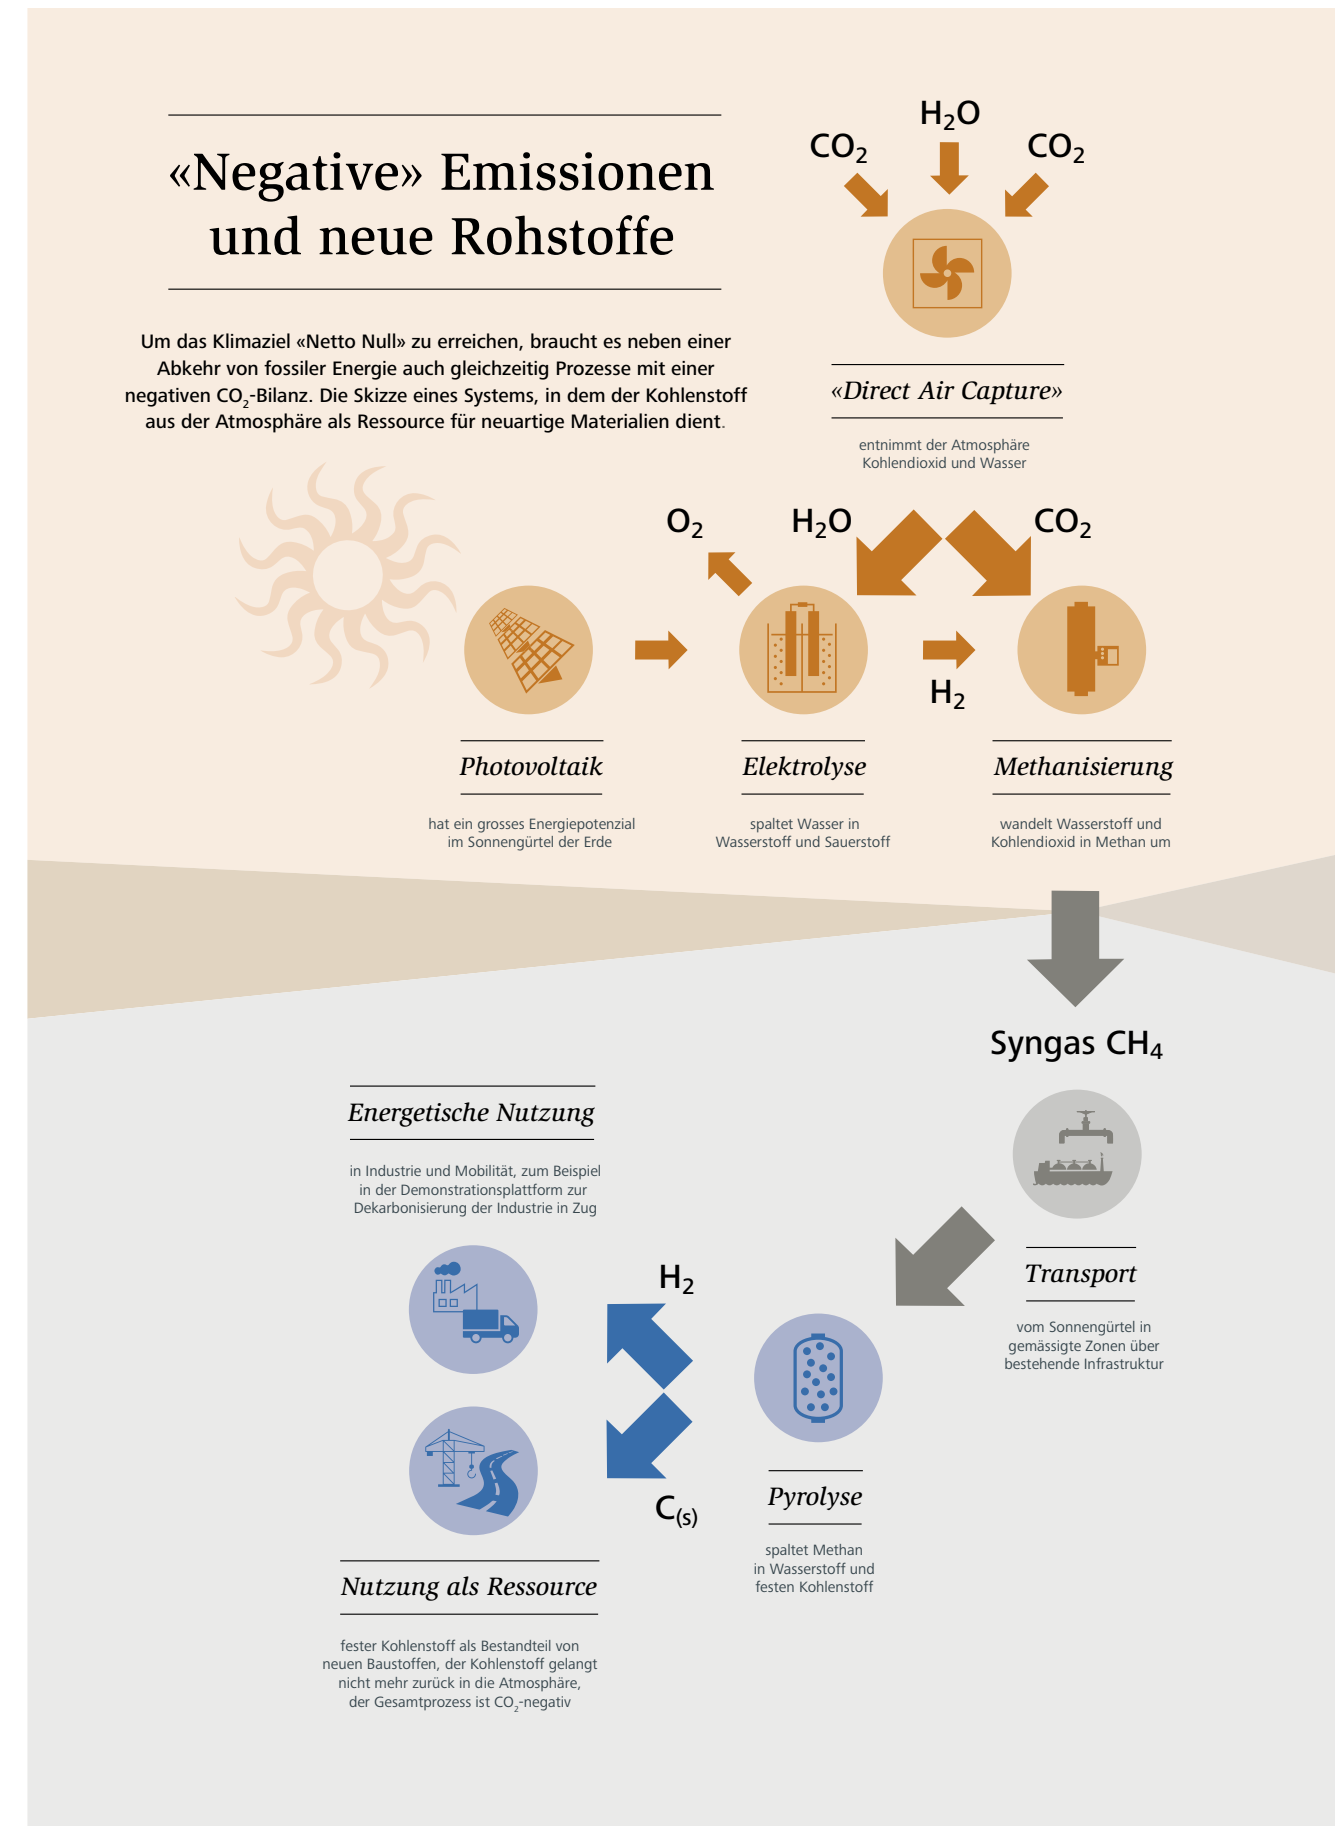 «Negative» Emissionen
und neue Rohstoffe
Um das Klimaziel «Netto Null» zu erreichen, braucht es neben einer
Abkehr von fossiler Energie auch gleichzeitig Prozesse mit einer
negativen CO₂-Bilanz. Die Skizze eines Systems, in dem der Kohlenstoff
aus der Atmosphäre als Ressource für neuartige Materialien dient.
CO₂
H₂O
CO₂
«Direct Air Capture»
entnimmt der Atmosphäre
Kohlendioxid und Wasser
O₂
H₂O
CO₂
H₂
Photovoltaik
hat ein grosses Energiepotenzial
im Sonnengürtel der Erde
Elektrolyse
spaltet Wasser in
Wasserstoff und Sauerstoff
Methanisierung
wandelt Wasserstoff und
Kohlendioxid in Methan um
Syngas CH₄
Transport
vom Sonnengürtel in
gemässigte Zonen über
bestehende Infrastruktur
Pyrolyse
spaltet Methan
in Wasserstoff und
festen Kohlenstoff
H₂
C₍s₎
Energetische Nutzung
in Industrie und Mobilität, zum Beispiel
in der Demonstrationsplattform zur
Dekarbonisierung der Industrie in Zug
Nutzung als Ressource
fester Kohlenstoff als Bestandteil von
neuen Baustoffen, der Kohlenstoff gelangt
nicht mehr zurück in die Atmosphäre,
der Gesamtprozess ist CO₂-negativ